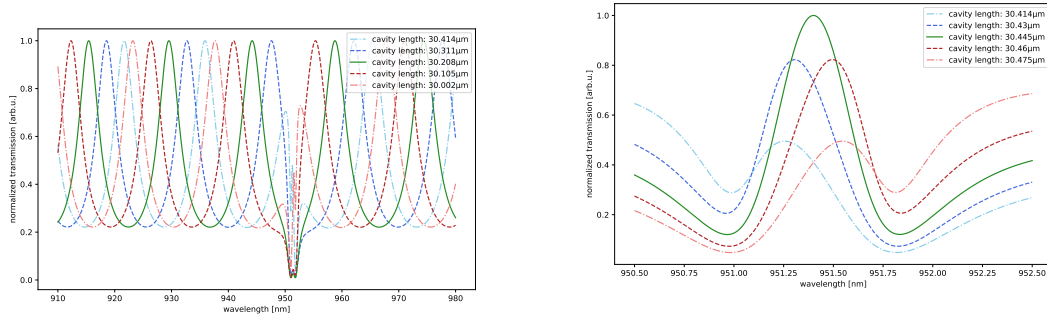 cavity length: 30.414μm
cavity length: 30.311μm
cavity length: 30.208μm
cavity length: 30.105μm
cavity length: 30.002μm
normalized transmission [arb.u.]
1.0
0.8
0.6
0.4
0.2
0.0
910
920
930
940
950
960
970
980
wavelength [nm]
cavity length: 30.414μm
cavity length: 30.43μm
cavity length: 30.445μm
cavity length: 30.46μm
cavity length: 30.475μm
normalized transmission [arb.u.]
1.0
0.8
0.6
0.4
0.2
950.50
950.75
951.00
951.25
951.50
951.75
952.00
952.25
952.50
wavelength [nm]